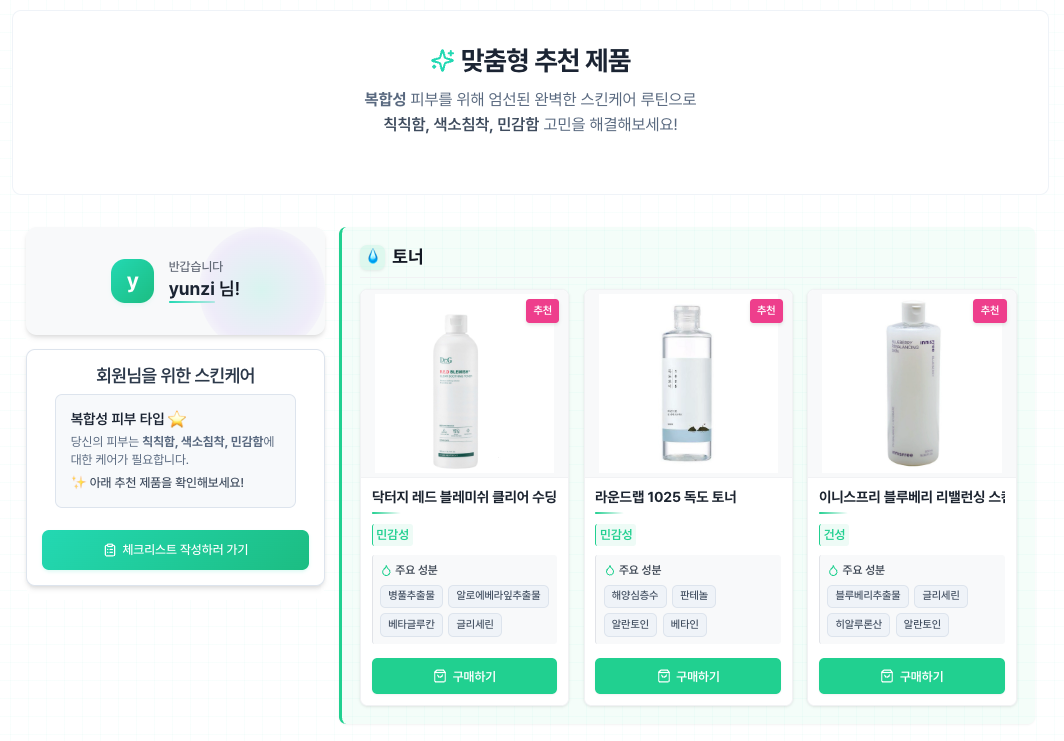 맞춤형 추천 제품
복합성 피부를 위해 엄선된 완벽한 스킨케어 루틴으로
칙칙함, 색소침착, 민감함 고민을 해결해보세요!
y
반갑습니다
yunzi 님!
회원님을 위한 스킨케어
복합성 피부 타입
당신의 피부는 칙칙함, 색소침착, 민감함에
대한 케어가 필요합니다.
아래 추천 제품을 확인해보세요!
체크리스트 작성하러 가기
토너
추천
Dr.G
RED BLEMISH
닥터지 레드 블레미쉬 클리어 수딩
민감성
주요 성분
병풀추출물
알로에베라잎추출물
베타글루칸
글리세린
구매하기
추천
라운드랩 1025 독도 토너
민감성
주요 성분
해양심층수
판테놀
알란토인
베타인
구매하기
추천
innisfree
이니스프리 블루베리 리밸런싱
건성
주요 성분
블루베리추출물
글리세린
히알루론산
알란토인
구매하기